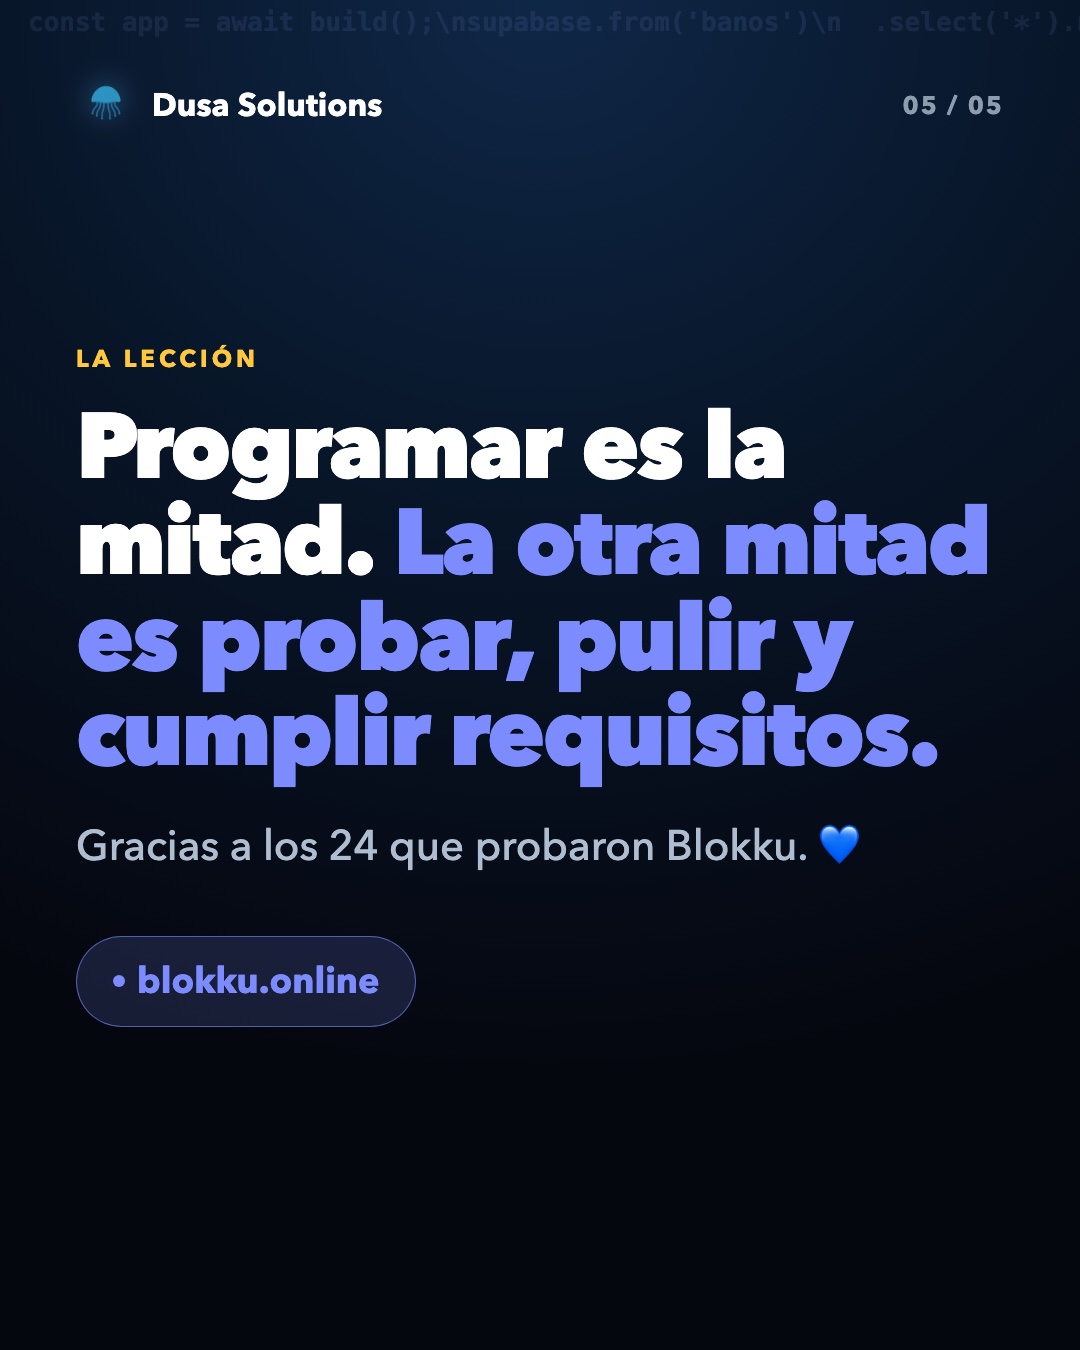 const app = await build();\nsupabase.from('banos')\n  .select('*').
Dusa Solutions
05 / 05
LA LECCIÓN
Programar es la
mitad. La otra mitad
es probar, pulir y
cumplir requisitos.
Gracias a los 24 que probaron Blokku. 💙
• blokku.online